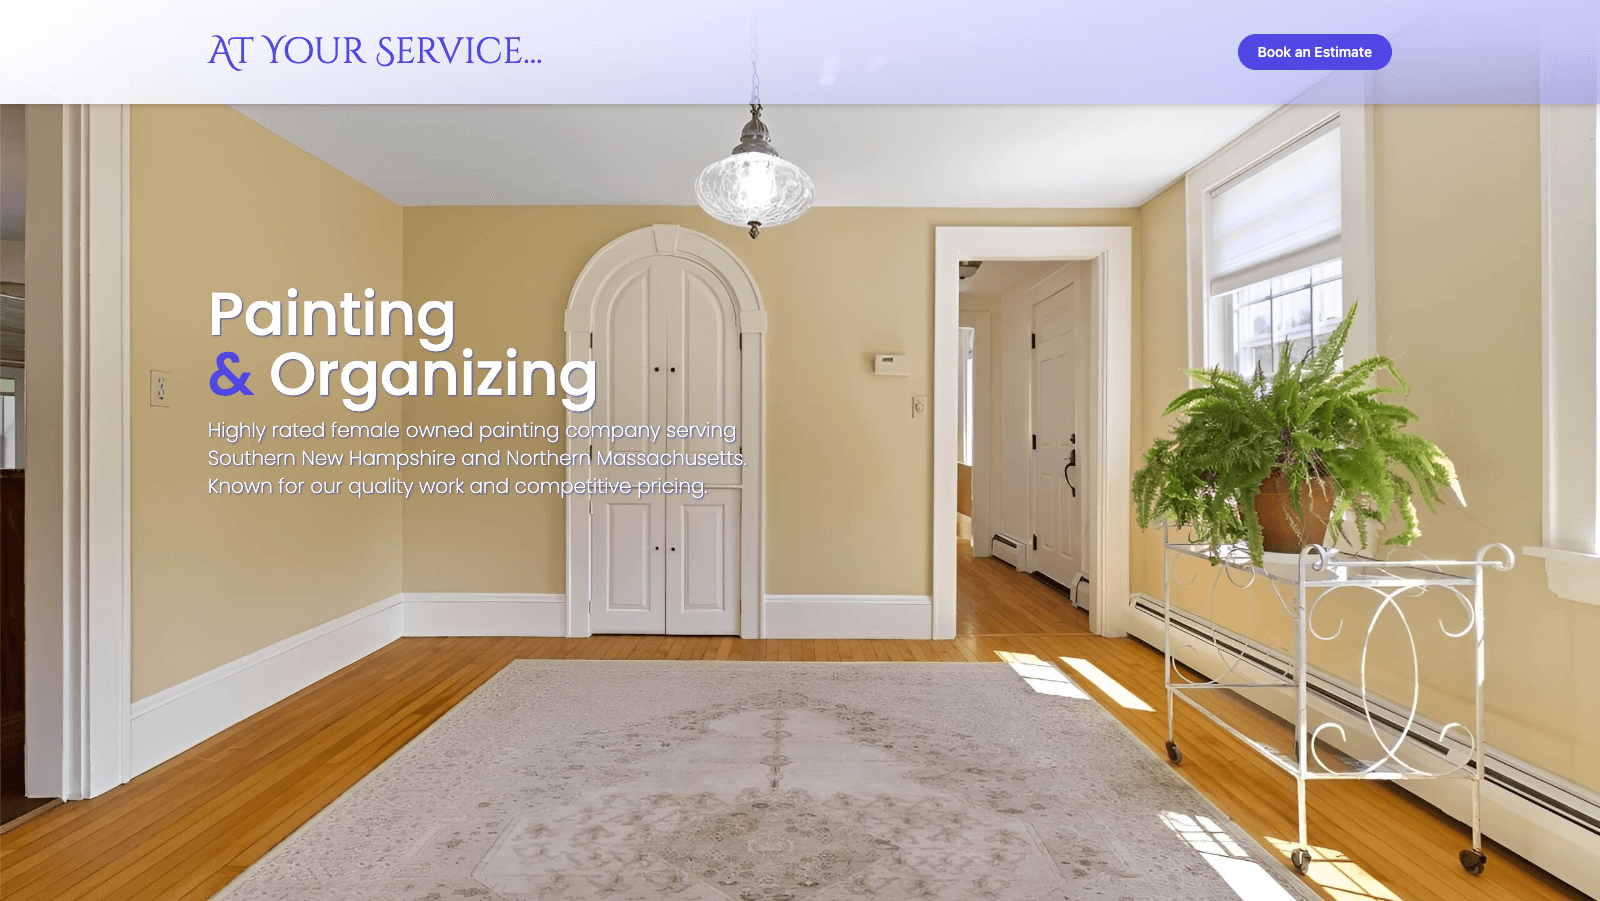 At Your Service...
Book an Estimate
Painting
& Organizing
Highly rated female owned painting company serving
Southern New Hampshire and Northern Massachusetts.
Known for our quality work and competitive pricing.